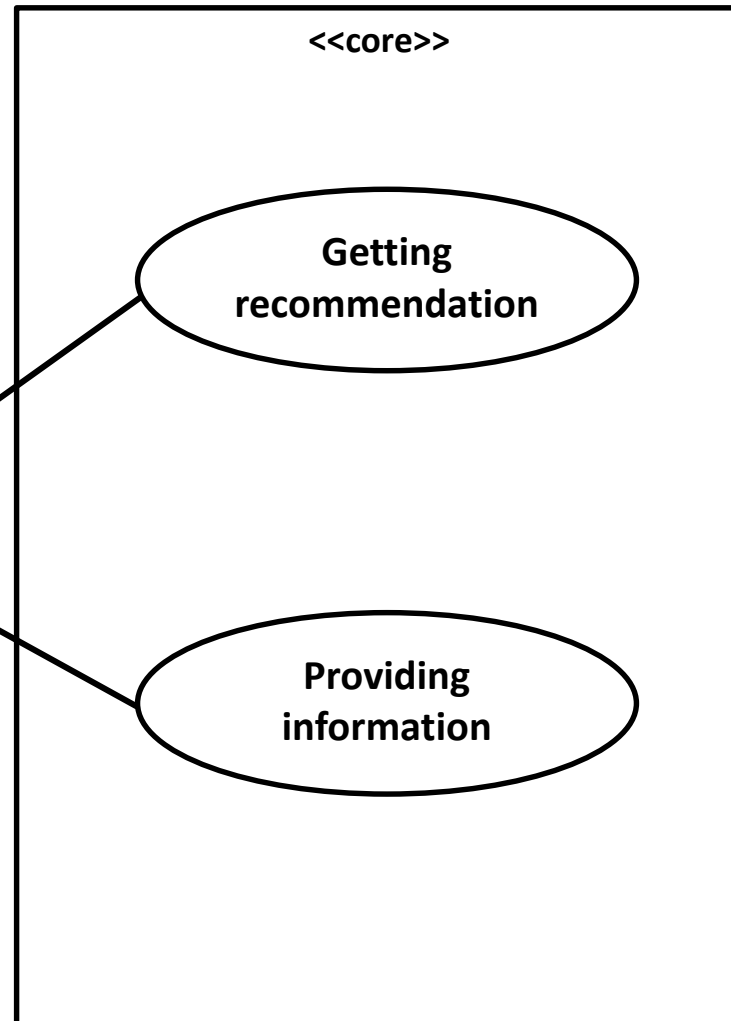 <<core>>
Getting
recommendation
Providing
information